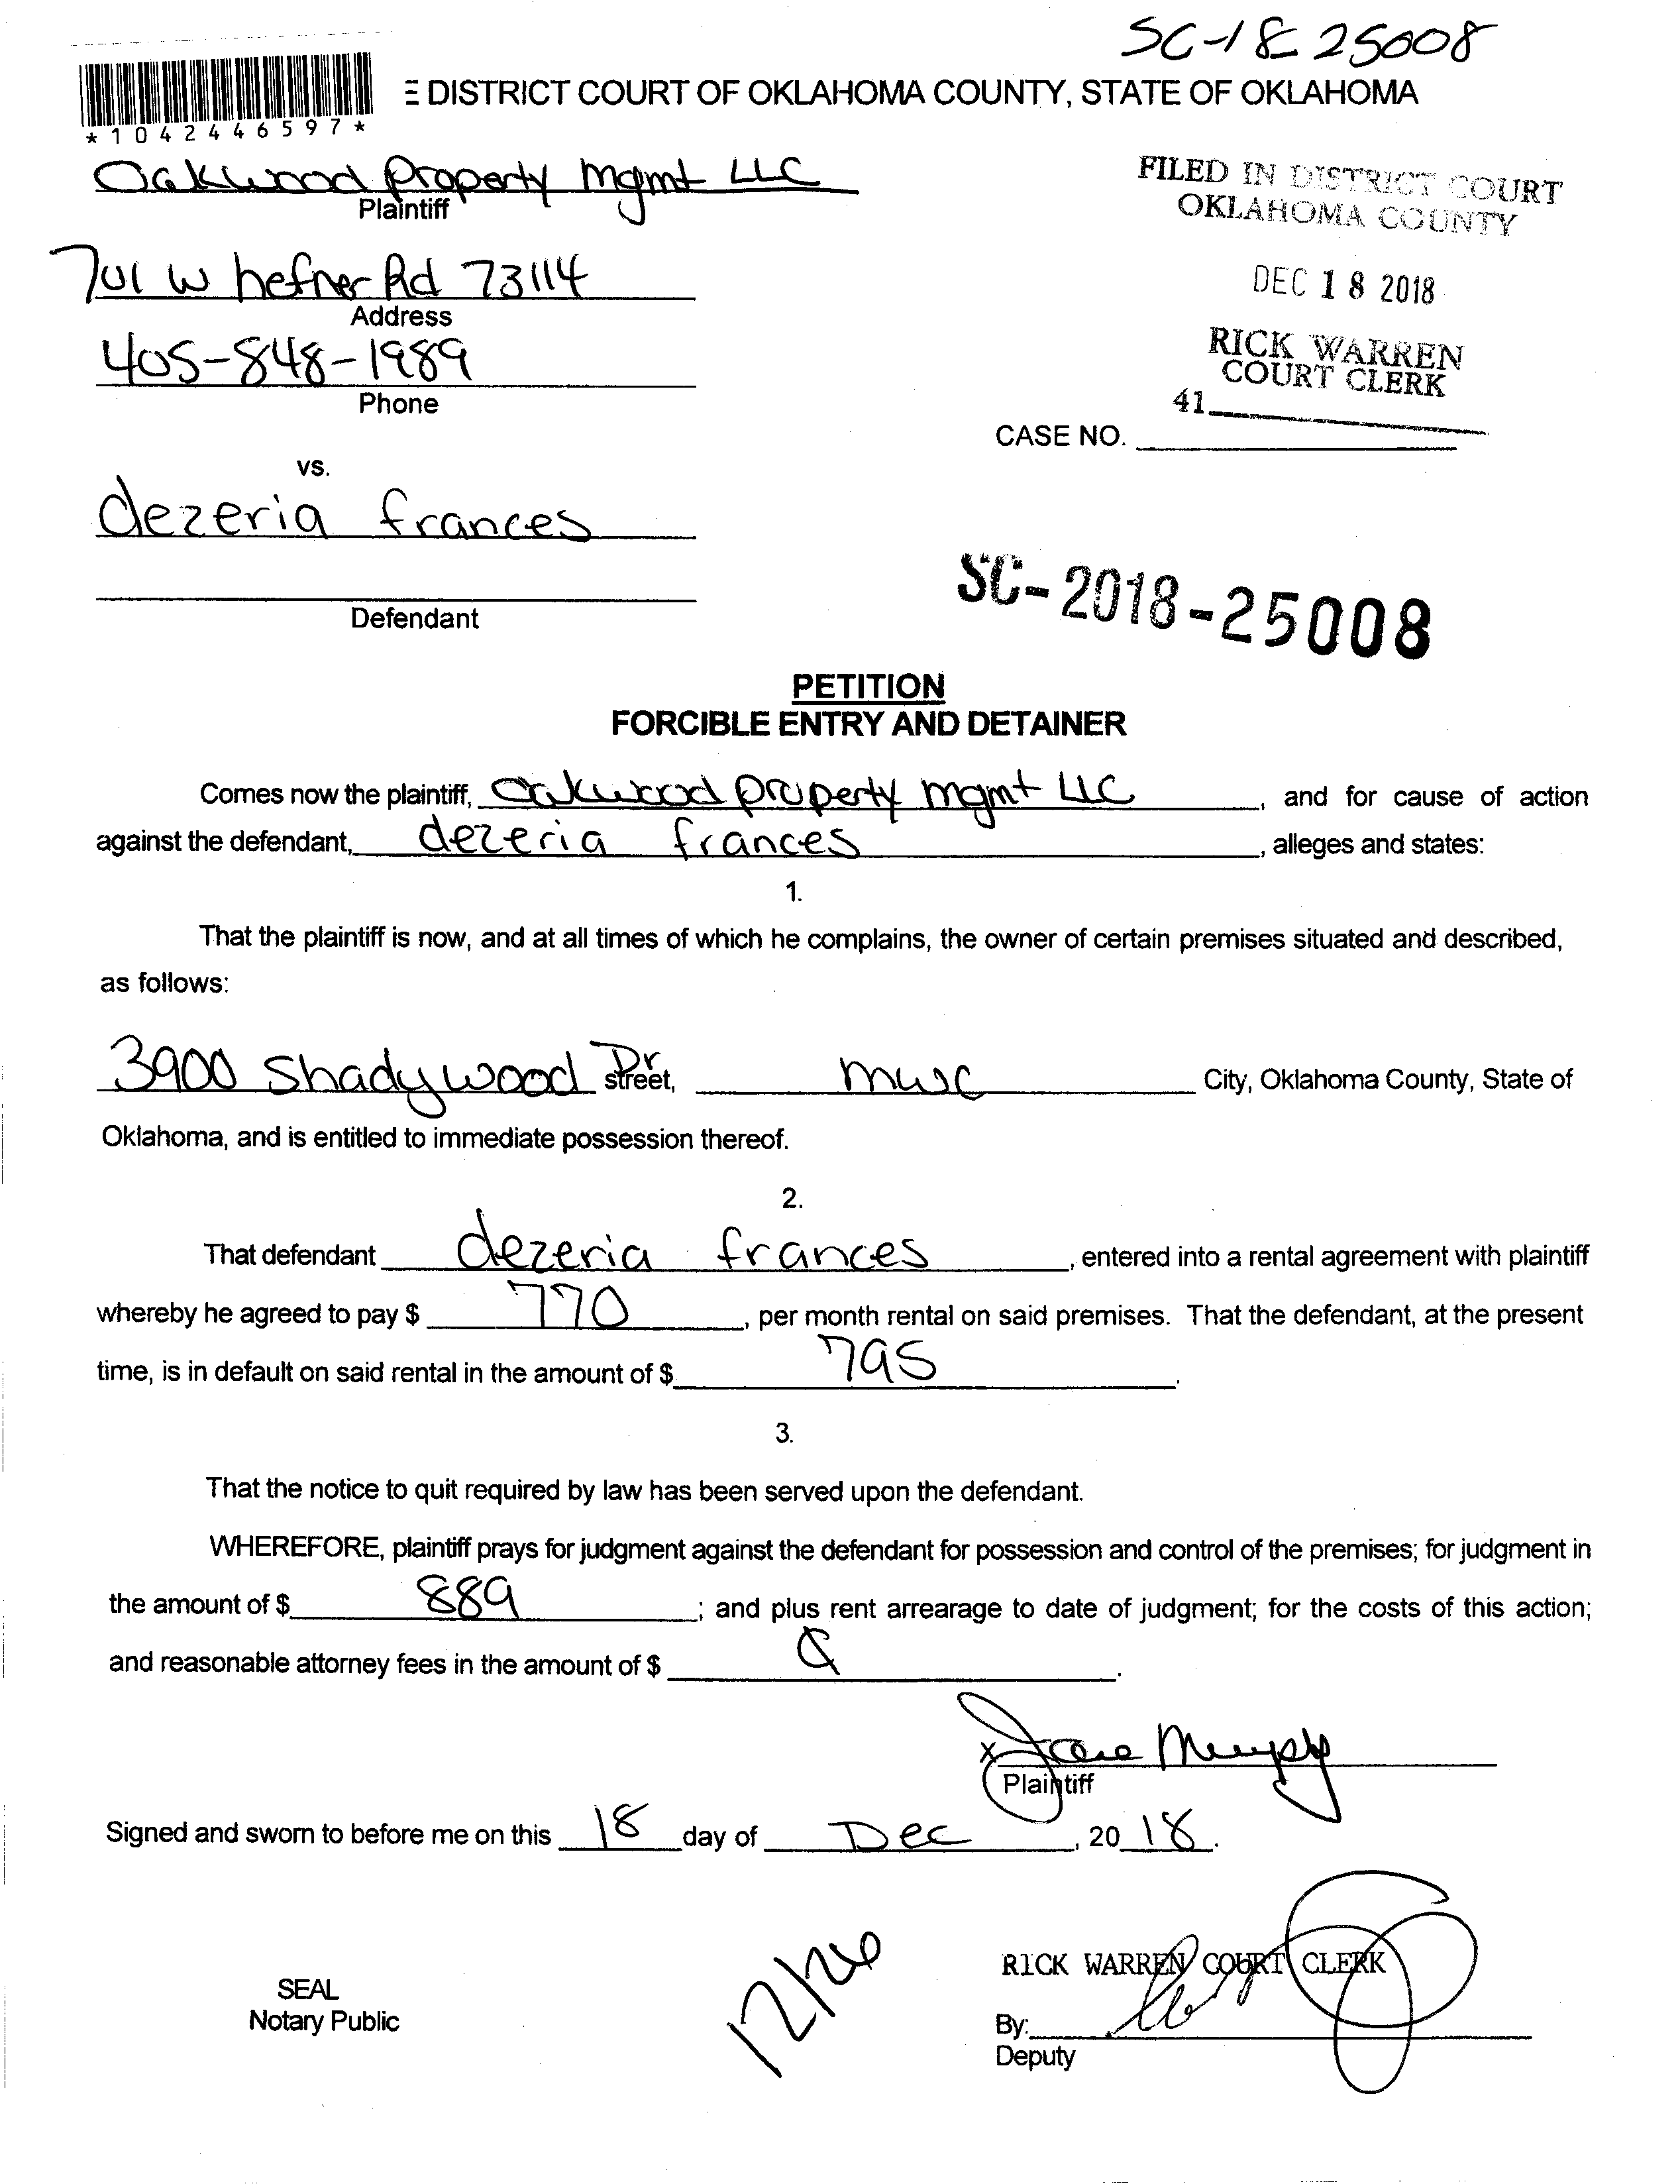 SC-18 25008
E DISTRICT COURT OF OKLAHOMA COUNTY, STATE OF OKLAHOMA
*1042446597*
Oakwood property mgmt LLC
Plaintiff
FILED IN DISTRICT COURT
OKLAHOMA COUNTY
701 W hefner Rd 73114
Address
DEC 18 2018
405-848-1989
Phone
RICK WARREN
COURT CLERK
41
CASE NO.
vs.
dezeria frances
Defendant
SC-2018-25008
PETITION
FORCIBLE ENTRY AND DETAINER
Comes now the plaintiff, Oakwood property mgmt LLC, and for cause of action
against the defendant, dezeria frances, alleges and states:
1.
That the plaintiff is now, and at all times of which he complains, the owner of certain premises situated and described,
as follows:
3900 Shadywood Dr street, mwc City, Oklahoma County, State of
Oklahoma, and is entitled to immediate possession thereof.
2.
That defendant dezeria frances, entered into a rental agreement with plaintiff
whereby he agreed to pay $ 770, per month rental on said premises. That the defendant, at the present
time, is in default on said rental in the amount of $ 795.
3.
That the notice to quit required by law has been served upon the defendant.
WHEREFORE, plaintiff prays for judgment against the defendant for possession and control of the premises; for judgment in
the amount of $ 889; and plus rent arrearage to date of judgment; for the costs of this action;
and reasonable attorney fees in the amount of $ .
x Murphy
Plaintiff
Signed and sworn to before me on this 18 day of Dec, 20 18.
12/26
RICK WARREN COURT CLERK
SEAL
Notary Public
By:
Deputy